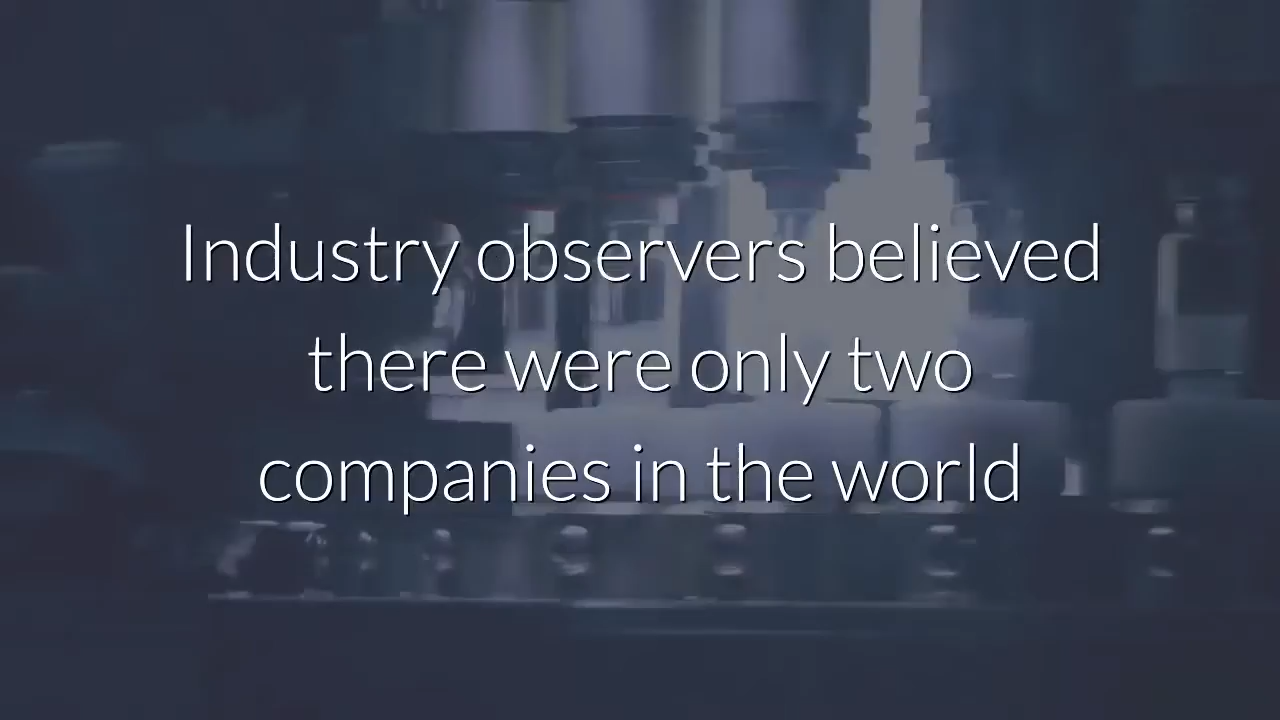 Industry observers believed
there were only two
companies in the world